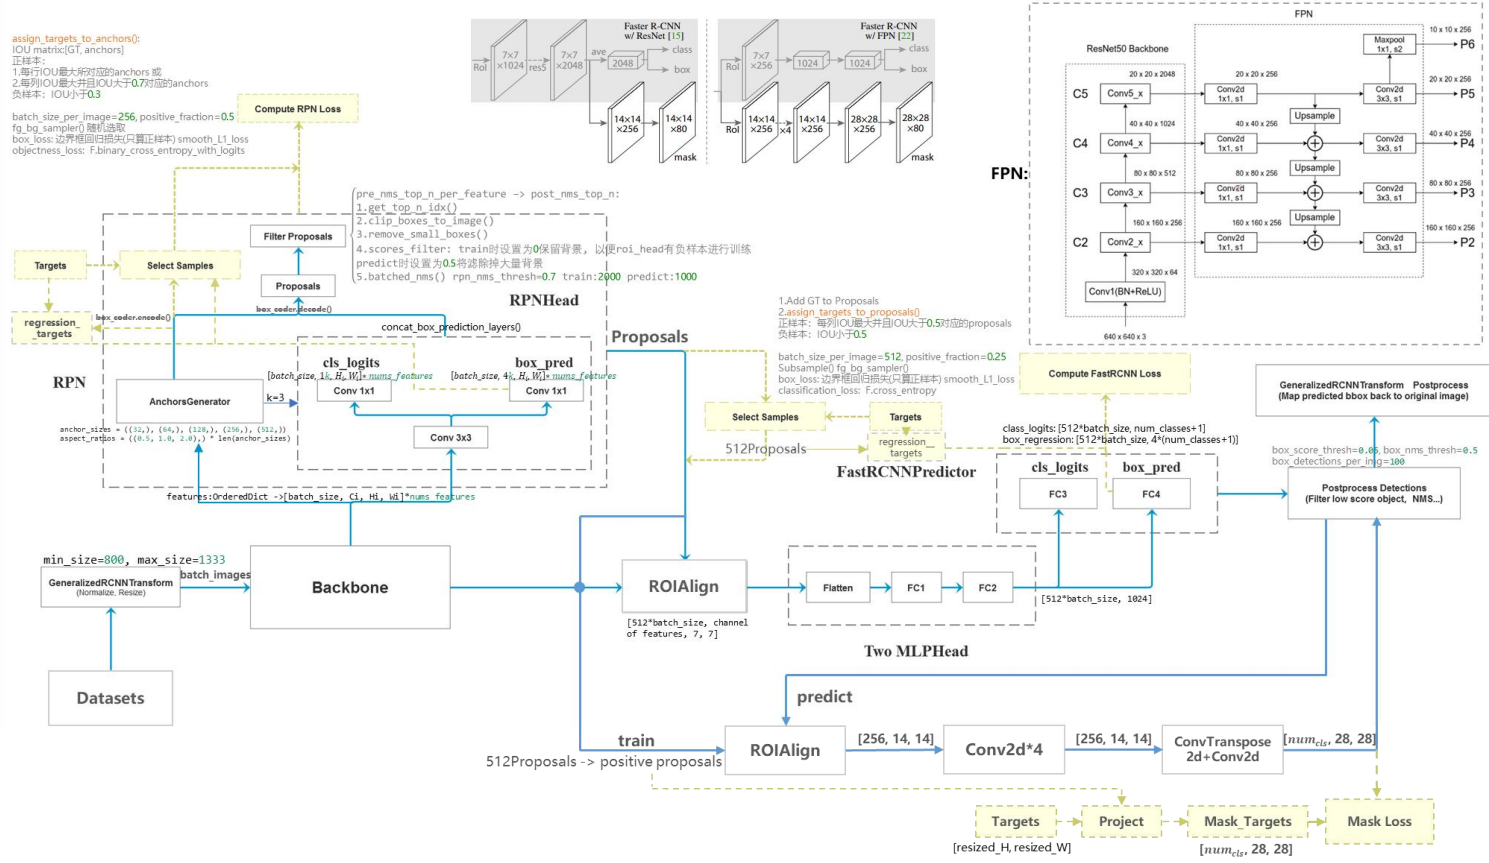 assign_targets_to_anchors():
IOU matrix:[GT, anchors]
正样本：
1.每行IOU最大所对应的anchors 或
2.每列IOU最大并且IOU大于0.7对应的anchors
负样本：IOU小于0.3
batch_size_per_image=256, positive_fraction=0.5
fg_bg_sampler() 随机选取
box_loss: 边界框回归损失(只算正样本) smooth_L1_loss
objectness_loss: F.binary_cross_entropy_with_logits
Compute RPN Loss
Faster R-CNN
w/ ResNet [15]
RoI
7×7
×1024
res5
7×7
×2048
ave
2048
class
box
14×14
×256
14×14
×80
mask
Faster R-CNN
w/ FPN [22]
RoI
7×7
×256
1024
1024
class
box
RoI
14×14
×256
×4
14×14
×256
28×28
×256
28×28
×80
mask
FPN:
FPN
ResNet50 Backbone
10 x 10 x 256
Maxpool
1x1, s2
P6
20 x 20 x 2048
20 x 20 x 256
20 x 20 x 256
C5
Conv5_x
Conv2d
1x1, s1
Conv2d
3x3, s1
P5
Upsample
40 x 40 x 1024
40 x 40 x 256
40 x 40 x 256
C4
Conv4_x
Conv2d
1x1, s1
Conv2d
3x3, s1
P4
Upsample
80 x 80 x 512
80 x 80 x 256
80 x 80 x 256
C3
Conv3_x
Conv2d
1x1, s1
Conv2d
3x3, s1
P3
Upsample
160 x 160 x 256
160 x 160 x 256
160 x 160 x 256
C2
Conv2_x
Conv2d
1x1, s1
Conv2d
3x3, s1
P2
320 x 320 x 64
Conv1(BN+ReLU)
640 x 640 x 3
pre_nms_top_n_per_feature -> post_nms_top_n:
1.get_top_n_idx()
2.clip_boxes_to_image()
3.remove_small_boxes()
4.scores_filter: train时设置为0保留背景, 以便roi_head有负样本进行训练
predict时设置为0.5将滤除掉大量背景
5.batched_nms() rpn_nms_thresh=0.7 train:2000 predict:1000
Filter Proposals
Targets
Select Samples
Proposals
RPNHead
box_coder.encode()
box_coder.decode()
regression
_targets
concat_box_prediction_layers()
RPN
cls_logits
[batch_size, 1k, Hi, Wi]* nums_features
Conv 1x1
box_pred
[batch_size, 4k, Hi, Wi]* nums_features
Conv 1x1
AnchorsGenerator
k=3
anchor_sizes = ((32,), (64,), (128,), (256,), (512,))
aspect_ratios = ((0.5, 1.0, 2.0),) * len(anchor_sizes)
Conv 3x3
features:OrderedDict ->[batch_size, Ci, Hi, Wi]*nums_features
Proposals
1.Add GT to Proposals
2.assign_targets_to_proposals()
正样本：每列IOU最大并且IOU大于0.5对应的proposals
负样本：IOU小于0.5
batch_size_per_image=512, positive_fraction=0.25
Subsample() fg_bg_sampler()
box_loss: 边界框回归损失(只算正样本) smooth_L1_loss
classification_loss: F.cross_entropy
Compute FastRCNN Loss
Select Samples
Targets
512Proposals
regression_
targets
FastRCNNPredictor
class_logits: [512*batch_size, num_classes+1]
box_regression: [512*batch_size, 4*(num_classes+1)]
cls_logits
FC3
box_pred
FC4
GeneralizedRCNNTransform Postprocess
(Map predicted bbox back to original image)
box_score_thresh=0.05, box_nms_thresh=0.5
box_detections_per_img=100
Postprocess Detections
(Filter low score object, NMS...)
min_size=800, max_size=1333
GeneralizedRCNNTransform
(Normalize, Resize)
batch_images
Backbone
ROIAlign
[512*batch_size, channel
of features, 7, 7]
Flatten
FC1
FC2
[512*batch_size, 1024]
Two MLPHead
Datasets
predict
train
512Proposals -> positive proposals
ROIAlign
[256, 14, 14]
Conv2d*4
[256, 14, 14]
ConvTranspose
2d+Conv2d
[numcls, 28, 28]
Targets
[resized_H, resized_W]
Project
Mask_Targets
[numcls, 28, 28]
Mask Loss